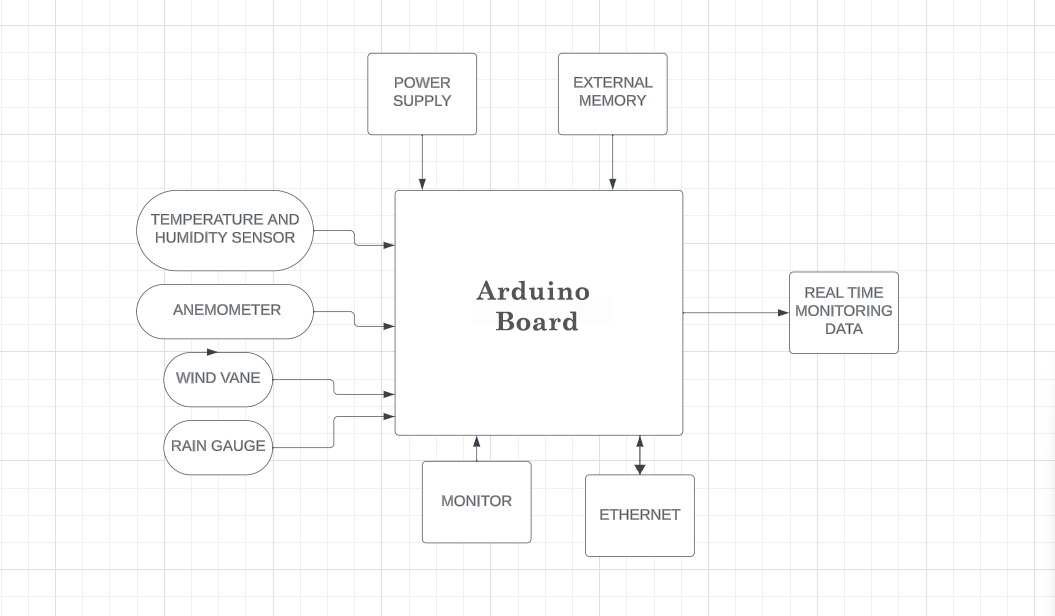 POWER
SUPPLY
EXTERNAL
MEMORY
TEMPERATURE AND
HUMIDITY SENSOR
ANEMOMETER
WIND VANE
RAIN GAUGE
Arduino
Board
REAL TIME
MONITORING
DATA
MONITOR
ETHERNET